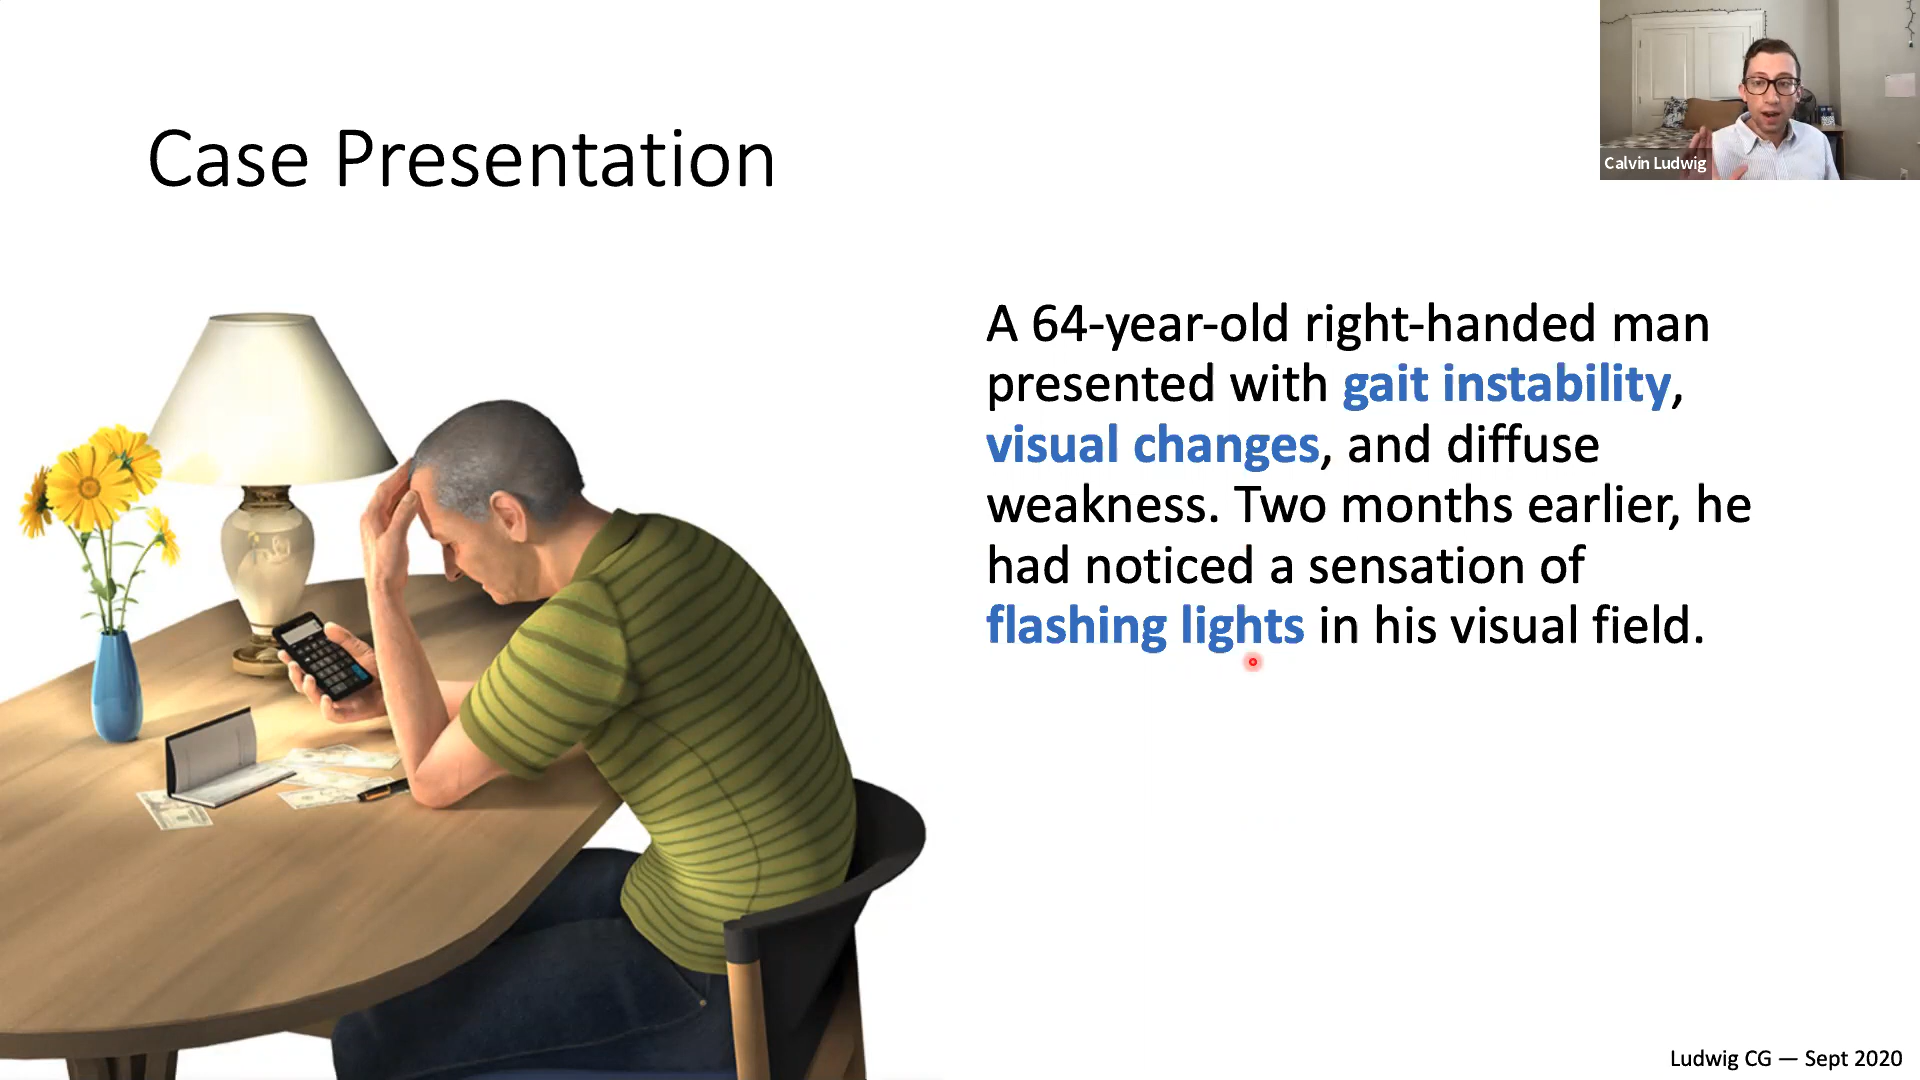 Case Presentation
Calvin Ludwig
A 64-year-old right-handed man
presented with gait instability,
visual changes, and diffuse
weakness. Two months earlier, he
had noticed a sensation of
flashing lights in his visual field.
Ludwig CG — Sept 2020